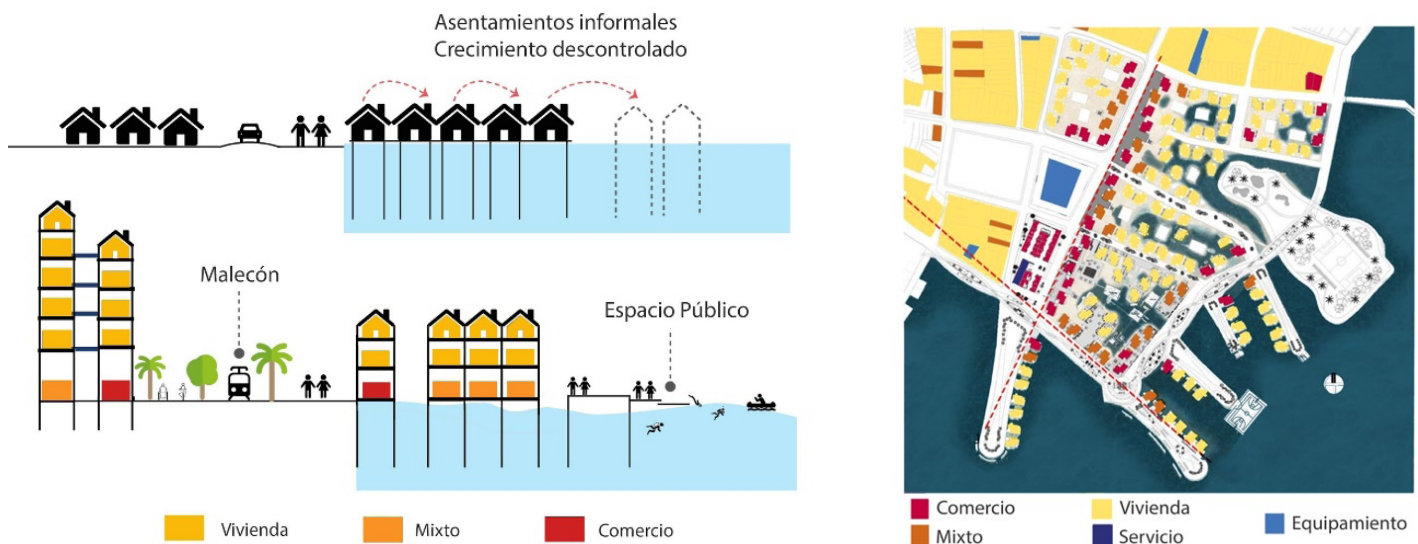 Asentamientos informales
Crecimiento descontrolado
Malecón
Espacio Público
Vivienda
Mixto
Comercio
Comercio
Vivienda
Equipamiento
Mixto
Servicio